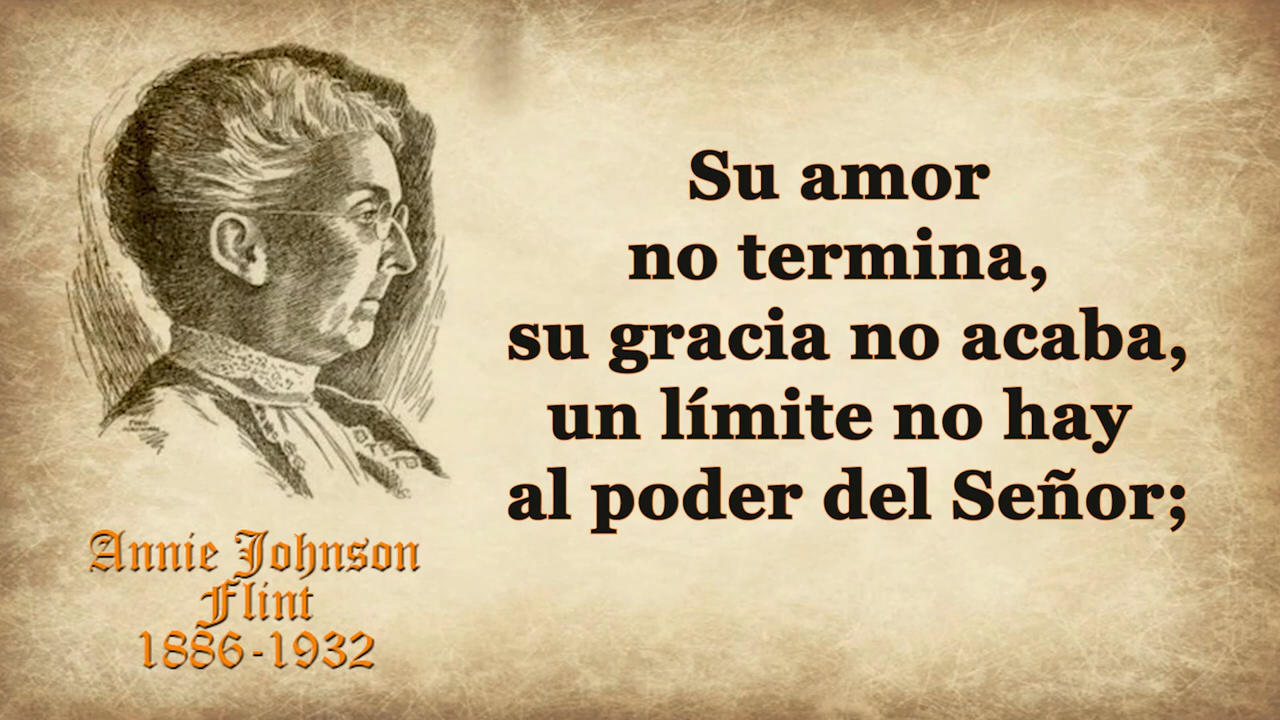 Su amor
no termina,
su gracia no acaba,
un límite no hay
al poder del Señor;
Annie Johnson
Flint
1886-1932